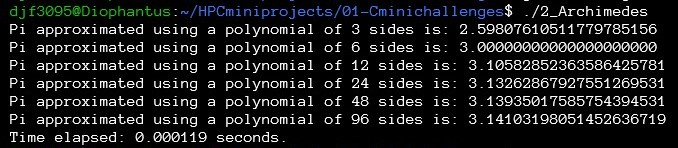 djf3095@Diophantus:~/HPCminiprojects/01-Cminichallenges$ ./2_Archimedes
Pi approximated using a polynomial of 3 sides is: 2.59807610511779785156
Pi approximated using a polynomial of 6 sides is: 3.00000000000000000000
Pi approximated using a polynomial of 12 sides is: 3.10582852363586425781
Pi approximated using a polynomial of 24 sides is: 3.13262867927551269531
Pi approximated using a polynomial of 48 sides is: 3.13935017585754394531
Pi approximated using a polynomial of 96 sides is: 3.14103198051452636719
Time elapsed: 0.000119 seconds.